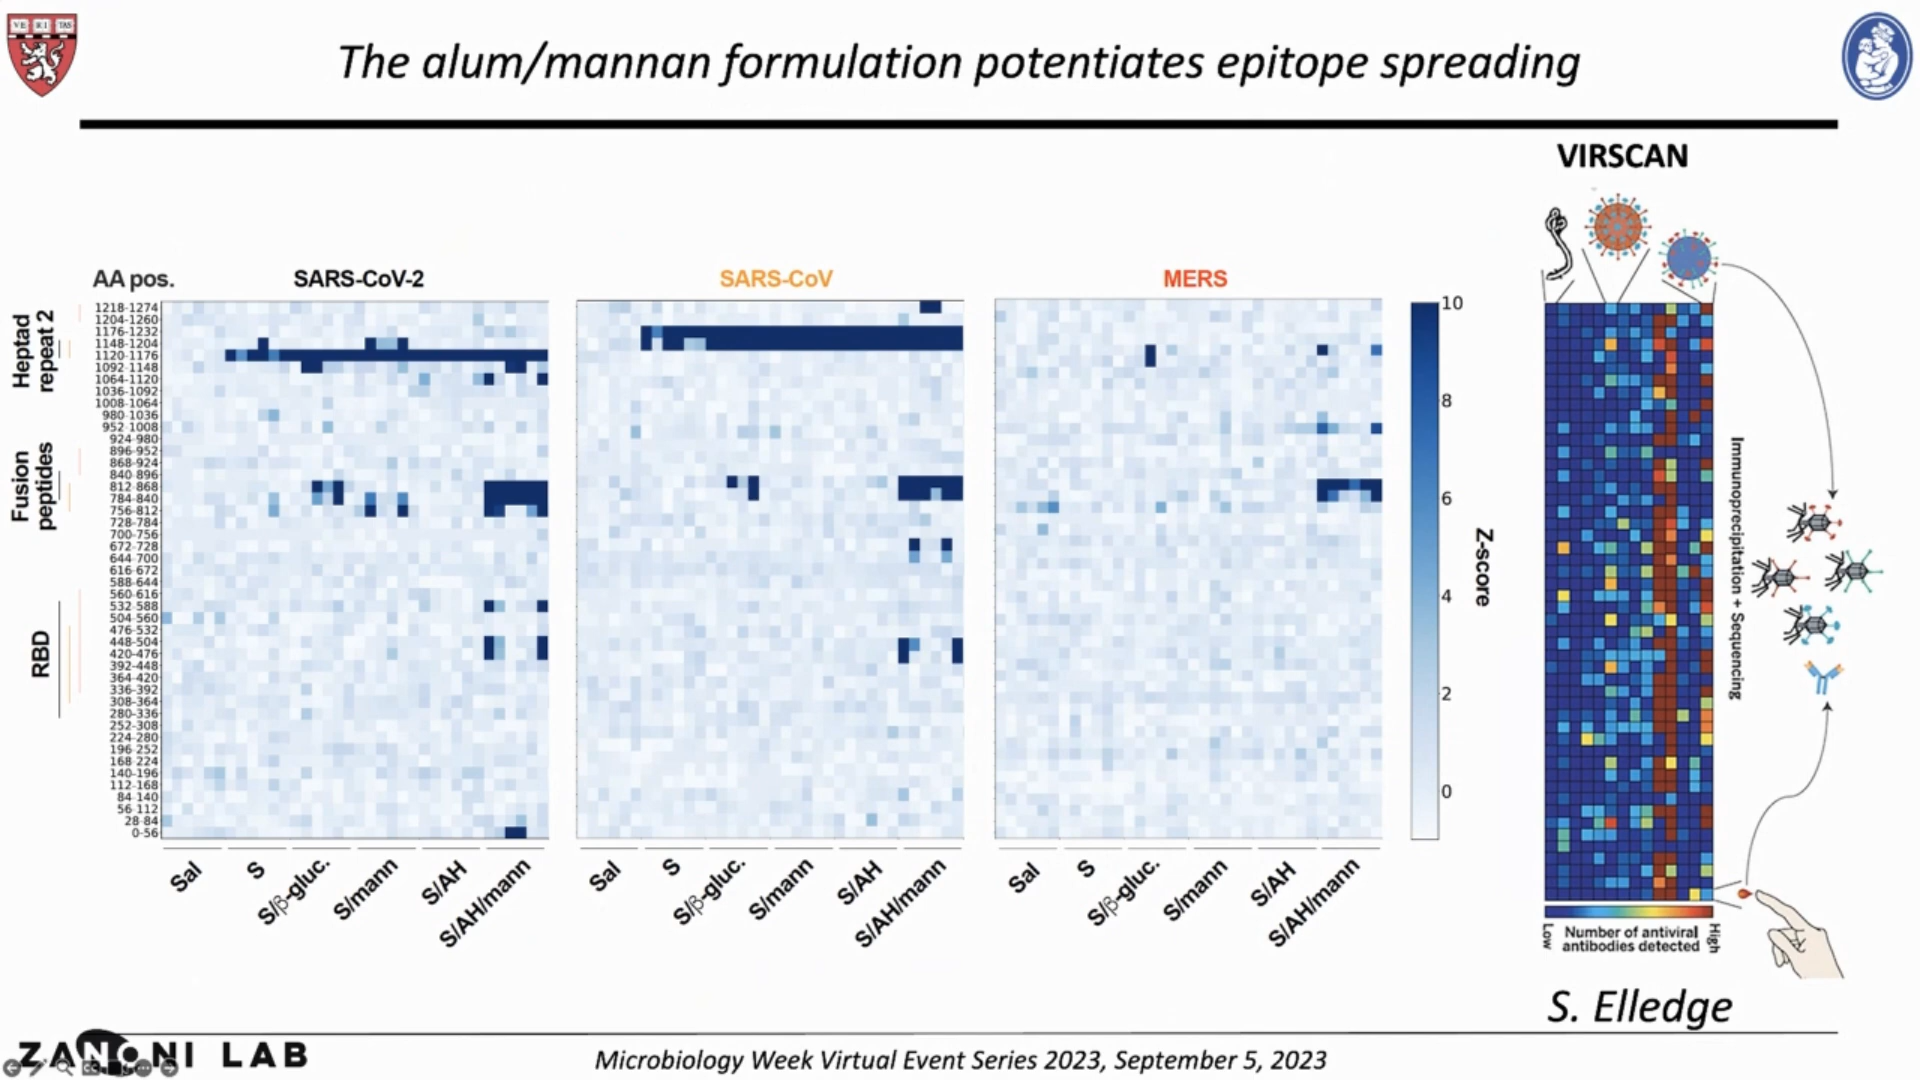 VE RI TAS
The alum/mannan formulation potentiates epitope spreading
VIRSCAN
AA pos.
SARS-CoV-2
SARS-CoV
MERS
Heptad
repeat 2
Fusion
peptides
RBD
1218-1274
1204-1260
1176-1232
1148-1204
1120-1176
1092-1148
1064-1120
1036-1092
1008-1064
980-1036
952-1008
924-980
896-952
868-924
840-896
812-868
784-840
756-812
728-784
700-756
672-728
644-700
616-672
588-644
560-616
532-588
504-560
476-532
448-504
420-476
392-448
364-420
336-392
308-364
280-336
252-308
224-280
196-252
168-224
140-196
112-168
84-140
56-112
28-84
0-56
Sal
S
S/β-gluc.
S/mann
S/AH
S/AH/mann
Sal
S
S/β-gluc.
S/mann
S/AH
S/AH/mann
Sal
S
S/β-gluc.
S/mann
S/AH
S/AH/mann
10
8
6
4
2
0
Z-score
Immunoprecipitation + Sequencing
Low
Number of antiviral
antibodies detected
High
S. Elledge
ZANONI LAB
Microbiology Week Virtual Event Series 2023, September 5, 2023